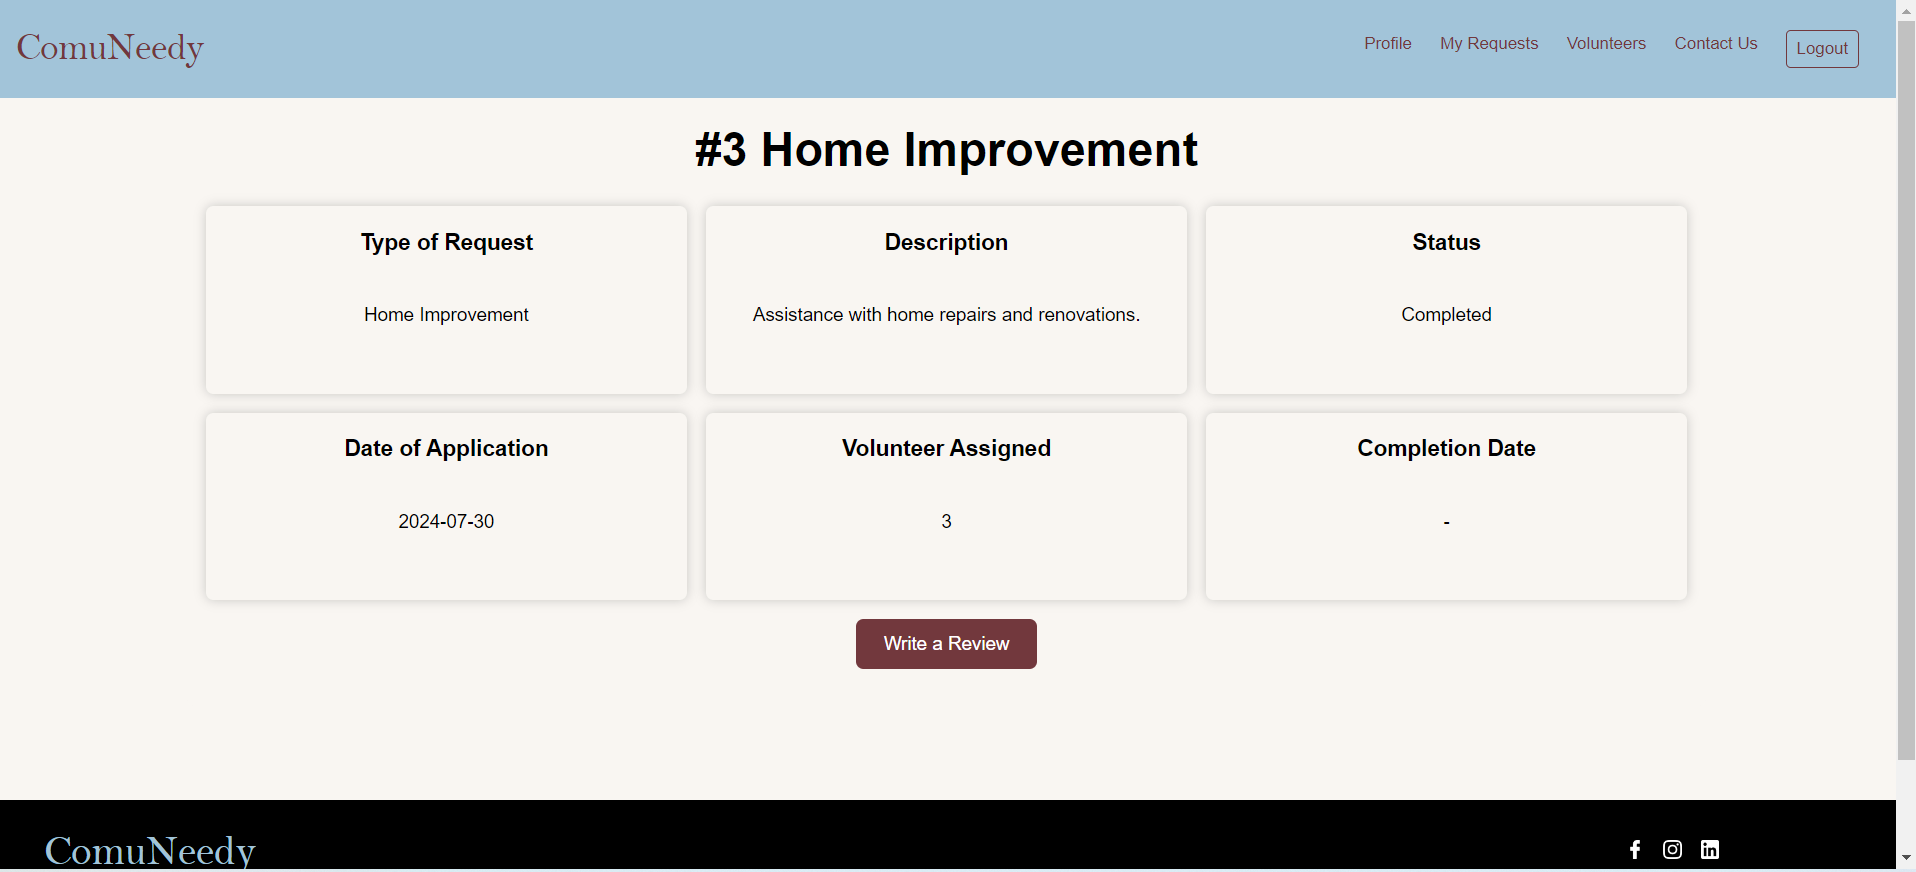 ComuNeedy
Profile My Requests Volunteers Contact Us Logout
#3 Home Improvement
Type of Request
Home Improvement
Description
Assistance with home repairs and renovations.
Status
Completed
Date of Application
2024-07-30
Volunteer Assigned
3
Completion Date
-
Write a Review
ComuNeedy